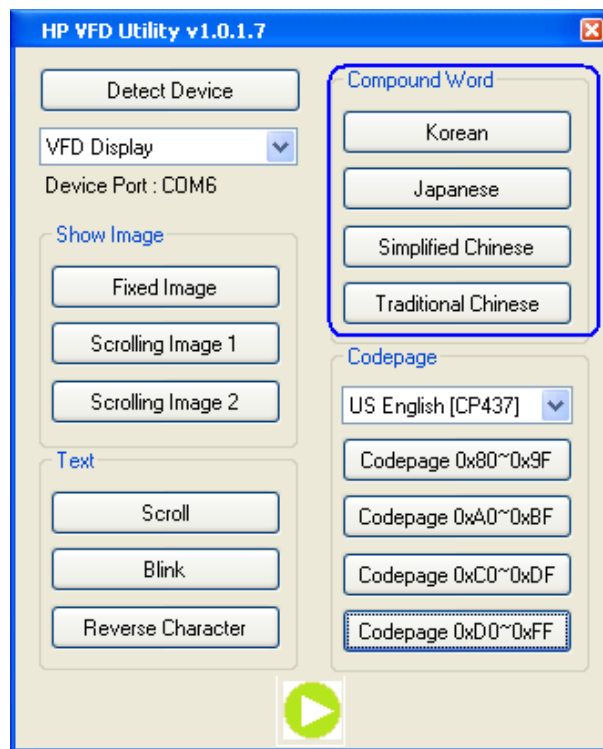 HP VFD Utility v1.0.1.7
Detect Device
VFD Display
Device Port : COM6
Show Image
Fixed Image
Scrolling Image 1
Scrolling Image 2
Text
Scroll
Blink
Reverse Character
Compound Word
Korean
Japanese
Simplified Chinese
Traditional Chinese
Codepage
US English [CP437]
Codepage 0x80~0x9F
Codepage 0xA0~0xBF
Codepage 0xC0~0xDF
Codepage 0xD0~0xFF